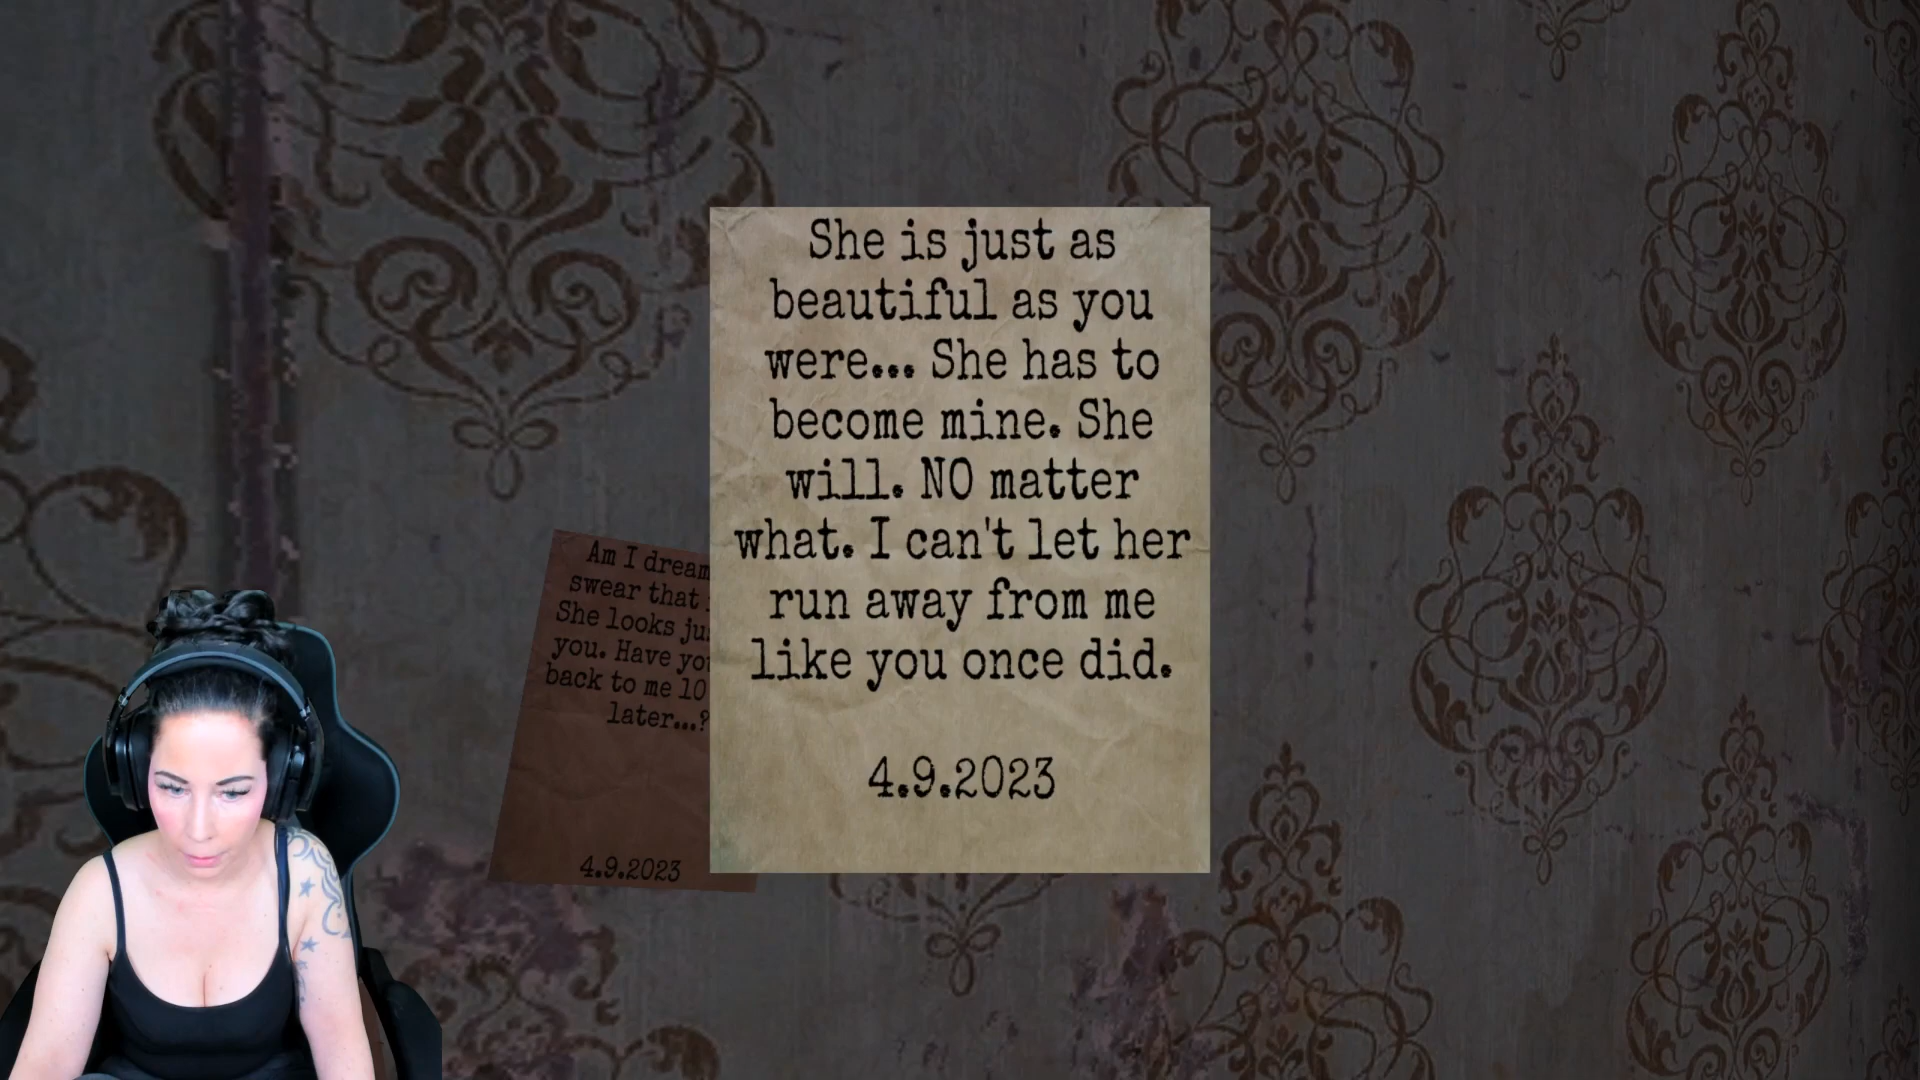 She is just as
beautiful as you
were... She has to
become mine. She
will. NO matter
what. I can't let her
run away from me
like you once did.
4.9.2023
Am I dream
swear that
She looks
you. Have
back to me 10
later...?
4.9.2023